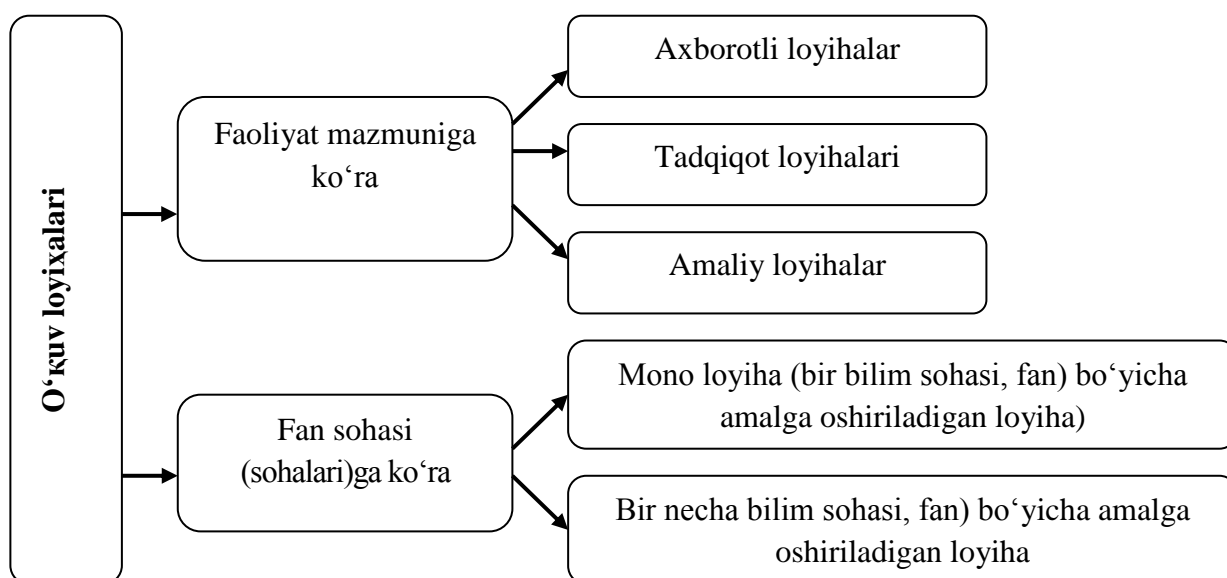 O‘қuv loyiҳalari
Faoliyat mazmuniga
ko‘ra
Axborotli loyihalar
Tadqiqot loyihalari
Amaliy loyihalar
Fan sohasi
(sohalari)ga ko‘ra
Mono loyiha (bir bilim sohasi, fan) bo‘yicha
amalga oshiriladigan loyiha)
Bir necha bilim sohasi, fan) bo‘yicha amalga
oshiriladigan loyiha